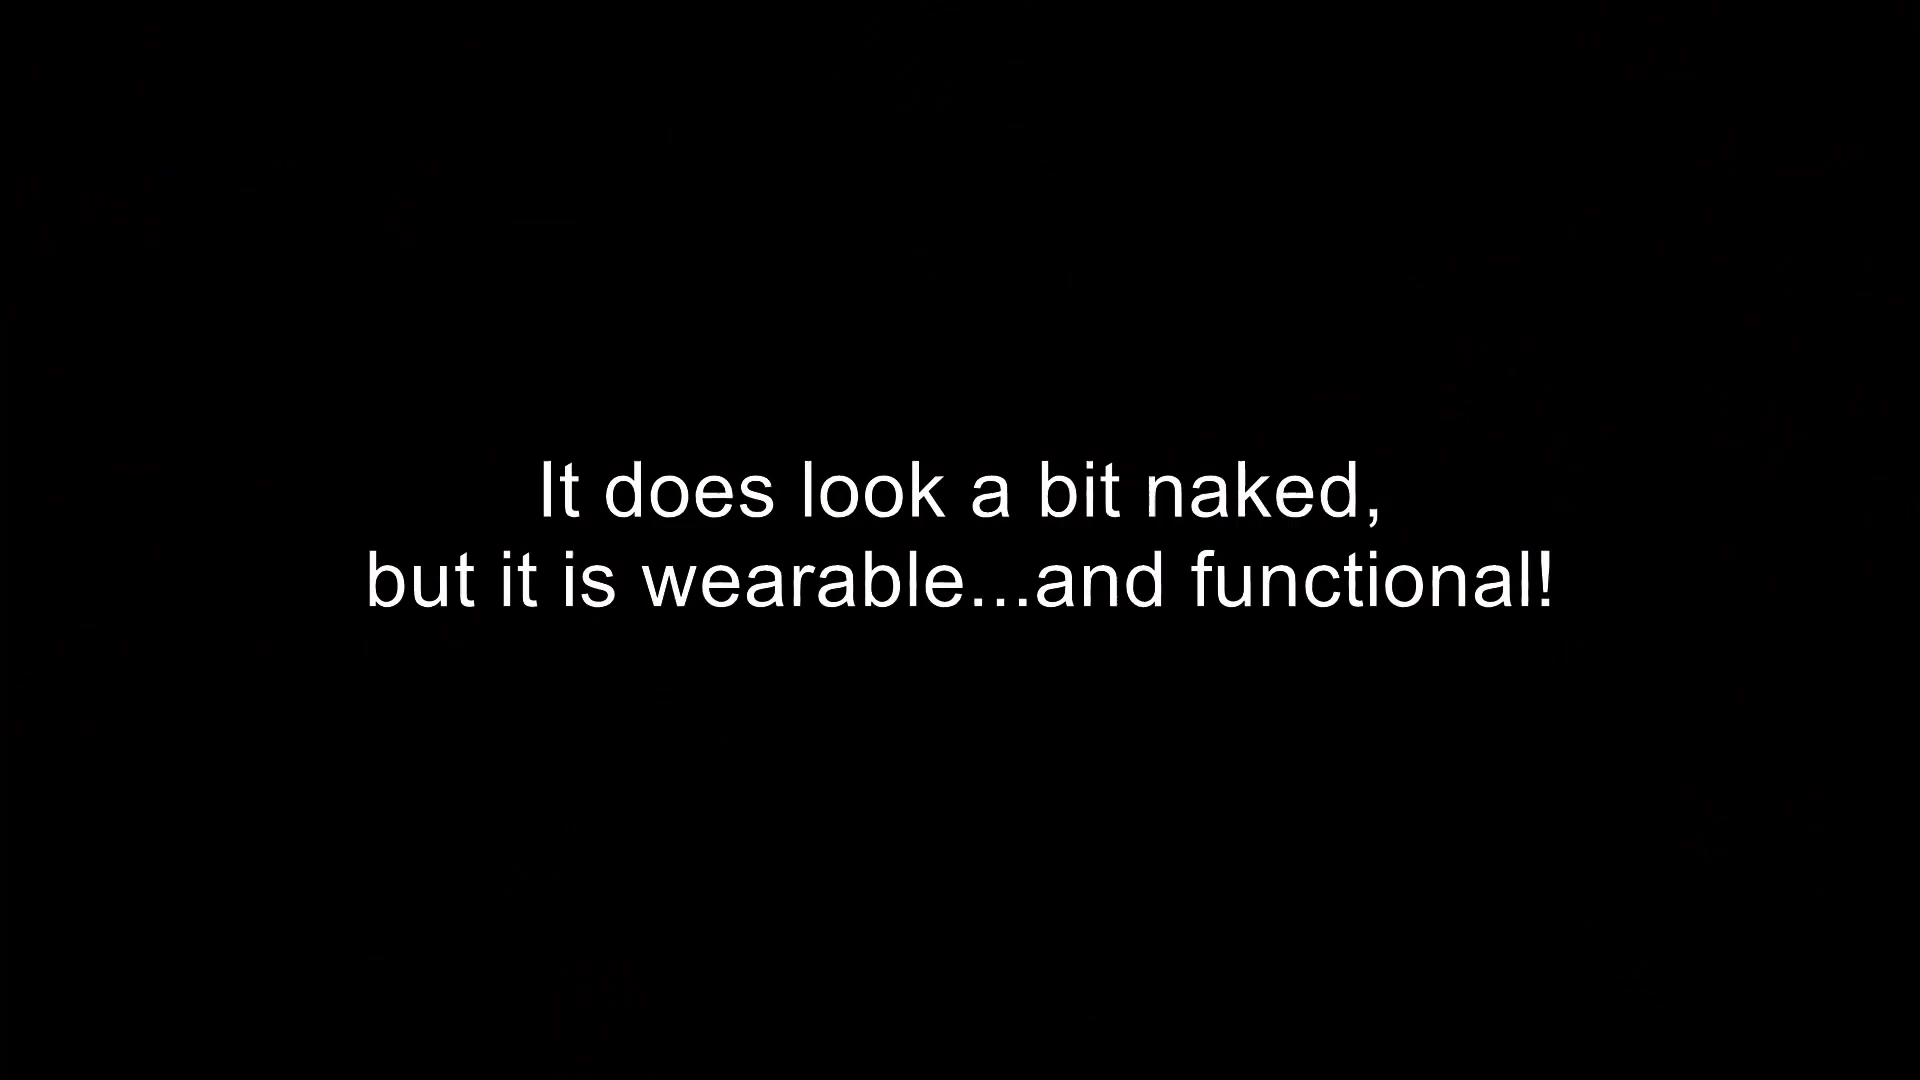 It does look a bit naked,
but it is wearable...and functional!